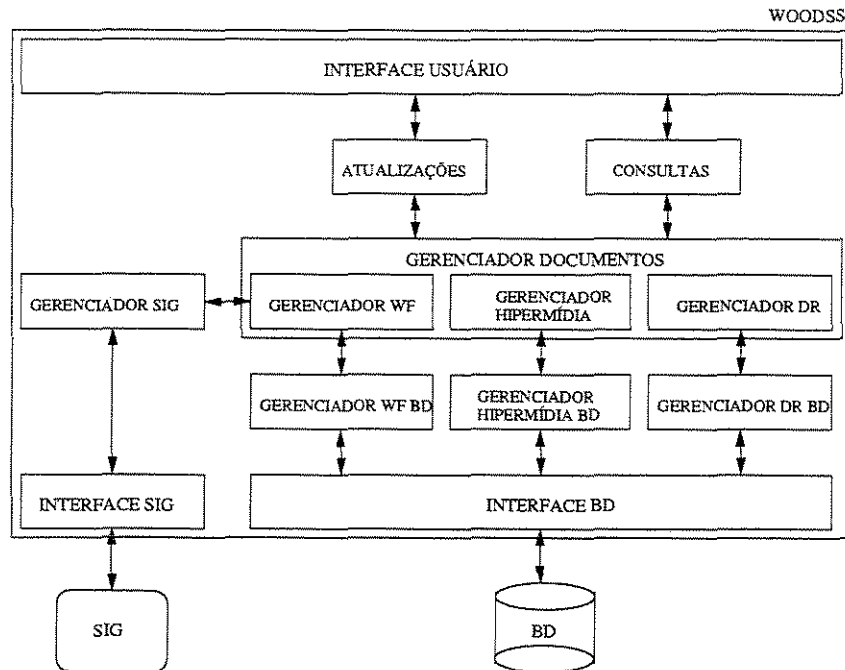 WOODSS
INTERFACE USUÁRIO
ATUALIZAÇÕES
CONSULTAS
GERENCIADOR DOCUMENTOS
GERENCIADOR SIG
GERENCIADOR WF
GERENCIADOR
HIPERMÍDIA
GERENCIADOR DR
GERENCIADOR WF BD
GERENCIADOR
HIPERMÍDIA BD
GERENCIADOR DR BD
INTERFACE SIG
INTERFACE BD
SIG
BD